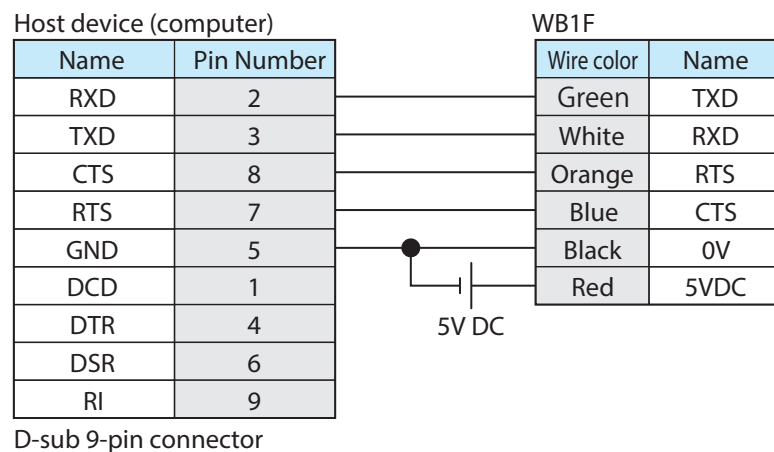 Host device (computer) WB1F
Name Pin Number Wire color Name
RXD 2 Green TXD
TXD 3 White RXD
CTS 8 Orange RTS
RTS 7 Blue CTS
GND 5 Black 0V
DCD 1 Red 5VDC
DTR 4 5V DC
DSR 6
RI 9
D-sub 9-pin connector